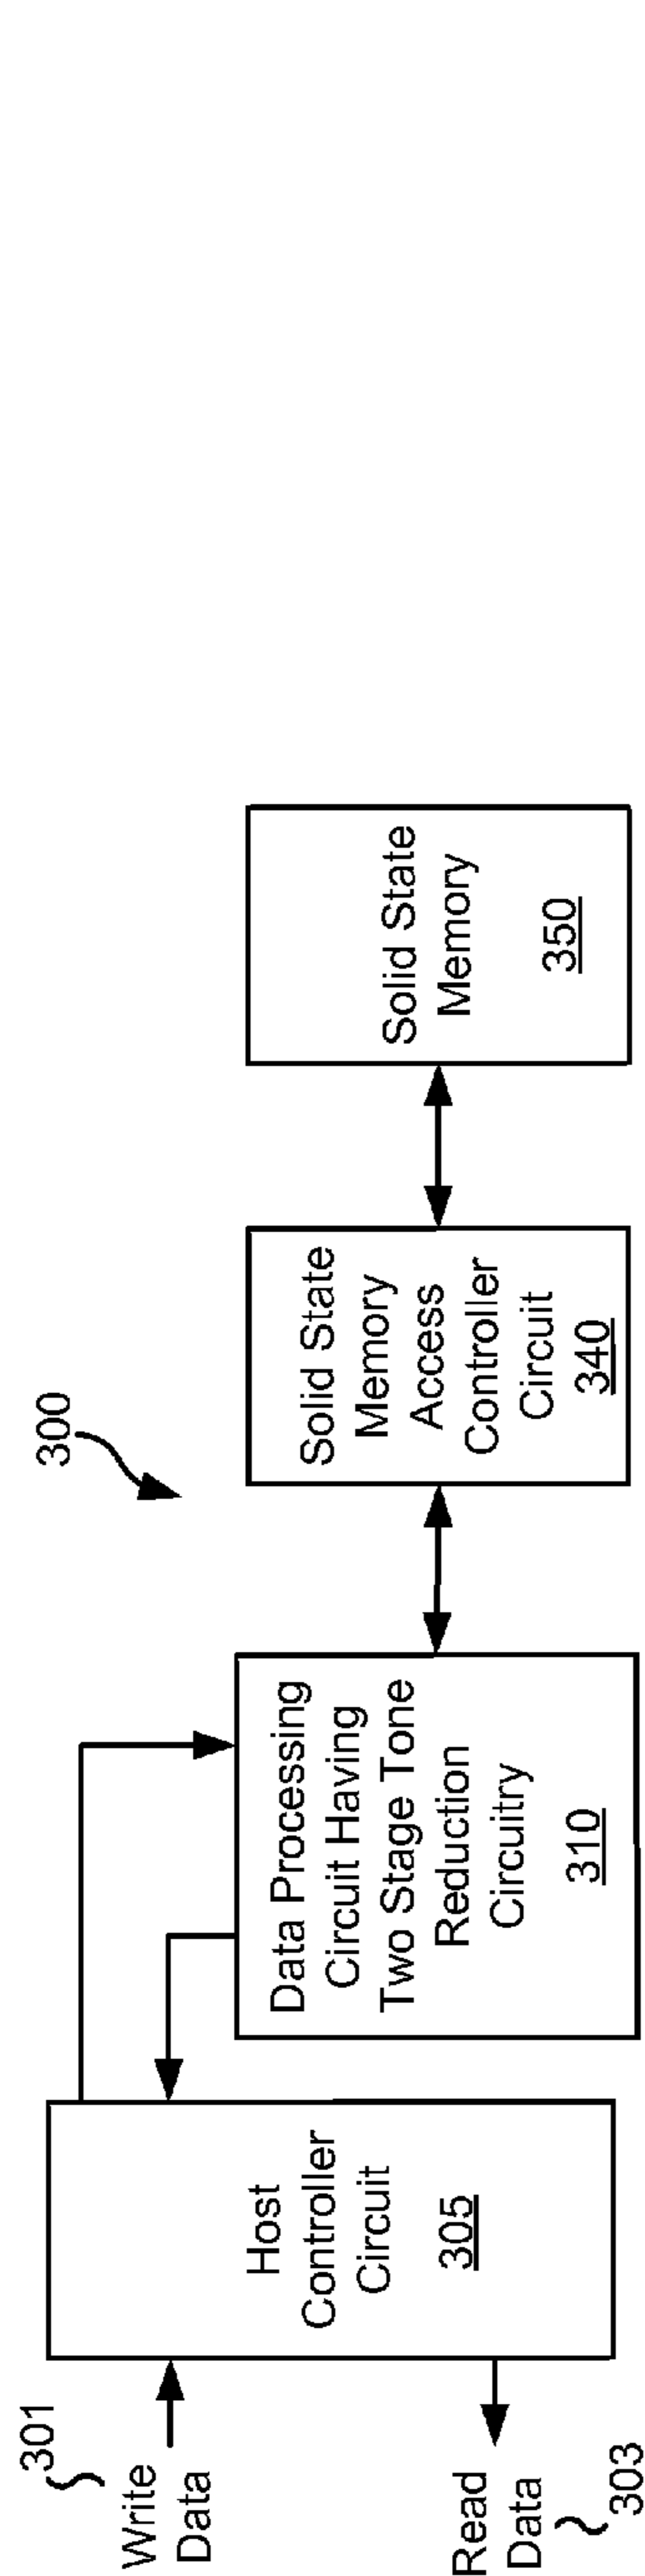 300
301
Write
Data
Read
Data
303
Host
Controller
Circuit
305
Data Processing
Circuit Having
Two Stage Tone
Reduction
Circuitry
310
Solid State
Memory
Access
Controller
Circuit
340
Solid State
Memory
350